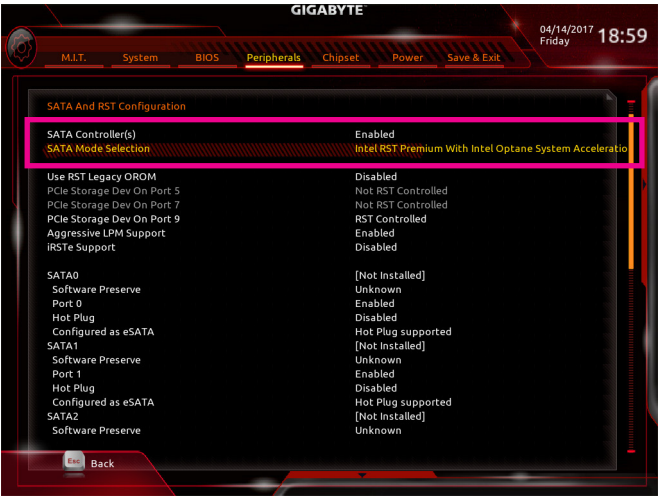 GIGABYTE
04/14/2017 18:59
Friday
M.I.T. System BIOS Peripherals Chipset Power Save & Exit
SATA And RST Configuration
SATA Controller(s) Enabled
SATA Mode Selection Intel RST Premium With Intel Optane System Acceleratio
Use RST Legacy OROM Disabled
PCIe Storage Dev On Port 5 Not RST Controlled
PCIe Storage Dev On Port 7 Not RST Controlled
PCIe Storage Dev On Port 9 RST Controlled
Aggressive LPM Support Enabled
iRSTe Support Disabled
SATA0 [Not Installed]
Software Preserve Unknown
Port 0 Enabled
Hot Plug Disabled
Configured as eSATA Hot Plug supported
SATA1 [Not Installed]
Software Preserve Unknown
Port 1 Enabled
Hot Plug Disabled
Configured as eSATA Hot Plug supported
SATA2 [Not Installed]
Software Preserve Unknown
Esc Back